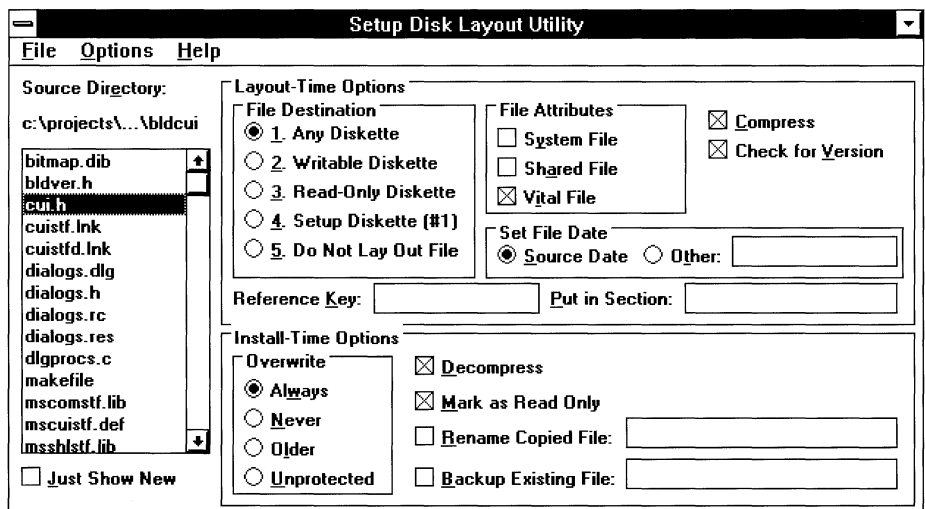 Setup Disk Layout Utility
File Options Help
Source Directory:
c:\projects\...\bldcui
bitmap.dib
bldver.h
cui.h
cuistf.lnk
cuistfd.lnk
dialogs.dlg
dialogs.h
dialogs.rc
dialogs.res
dlgprocs.c
makefile
mscomstf.lib
mscuistf.def
msshlstf.lib
Just Show New
Layout-Time Options
File Destination
1. Any Diskette
2. Writable Diskette
3. Read-Only Diskette
4. Setup Diskette (#1)
5. Do Not Lay Out File
File Attributes
System File
Shared File
Vital File
Compress
Check for Version
Set File Date
Source Date Other:
Reference Key: Put in Section:
Install-Time Options
Overwrite
Always
Never
Older
Unprotected
Decompress
Mark as Read Only
Rename Copied File:
Backup Existing File: